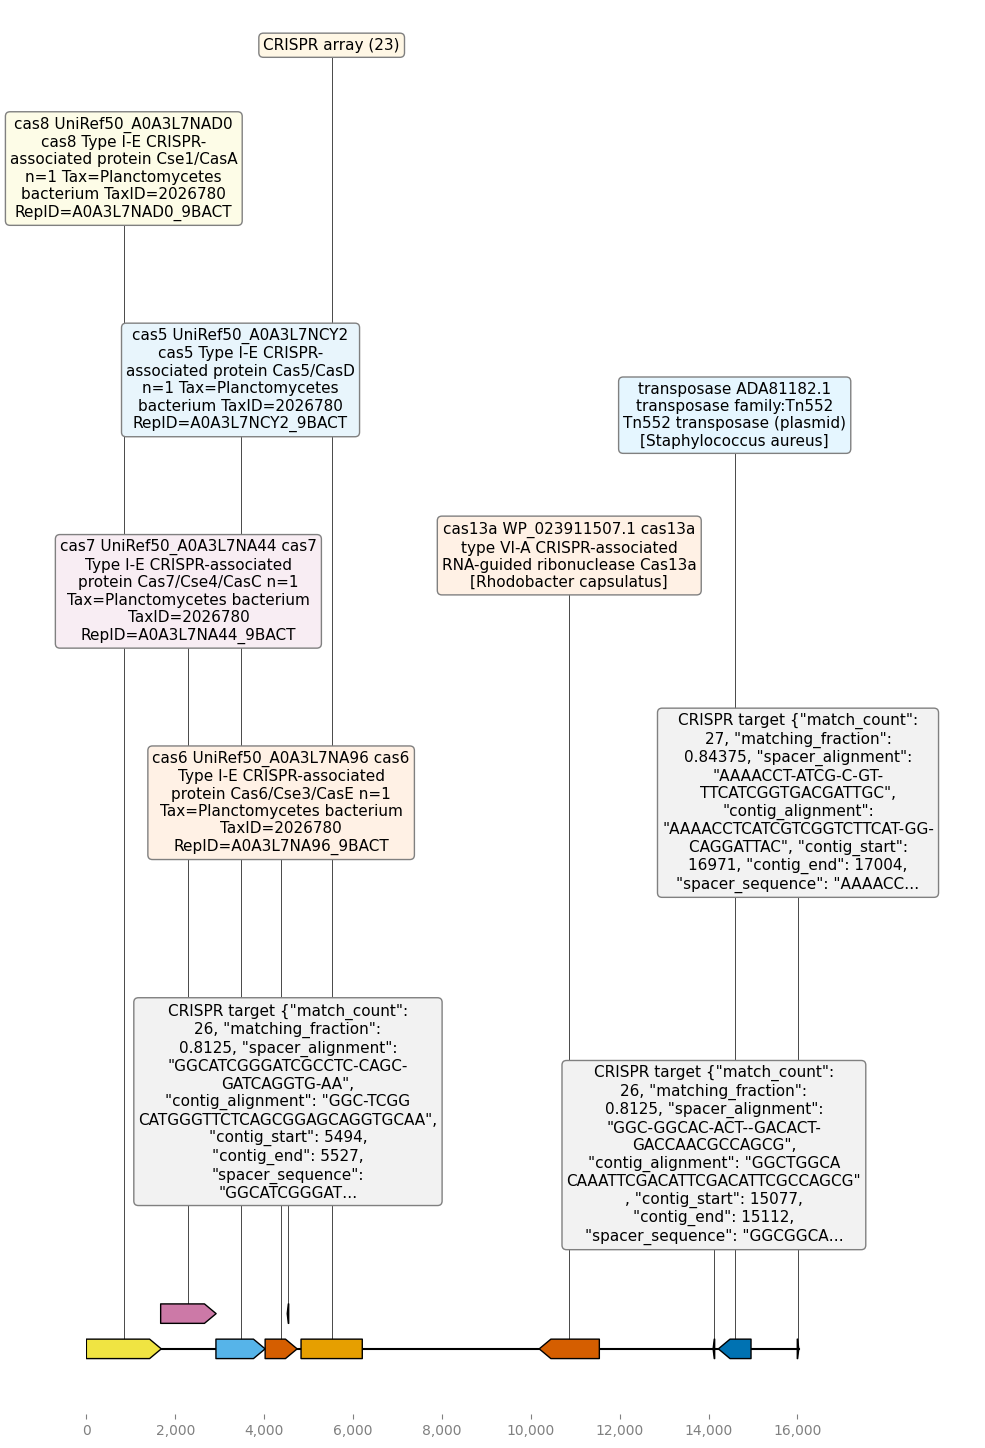 CRISPR array (23)
cas8 UniRef50_A0A3L7NAD0
cas8 Type I-E CRISPR-
associated protein Cse1/CasA
n=1 Tax=Planctomycetes
bacterium TaxID=2026780
RepID=A0A3L7NAD0_9BACT
cas5 UniRef50_A0A3L7NCY2
cas5 Type I-E CRISPR-
associated protein Cas5/CasD
n=1 Tax=Planctomycetes
bacterium TaxID=2026780
RepID=A0A3L7NCY2_9BACT
transposase ADA81182.1
transposase family:Tn552
Tn552 transposase (plasmid)
[Staphylococcus aureus]
cas13a WP_023911507.1 cas13a
type VI-A CRISPR-associated
RNA-guided ribonuclease Cas13a
[Rhodobacter capsulatus]
cas7 UniRef50_A0A3L7NA44 cas7
Type I-E CRISPR-associated
protein Cas7/Cse4/CasC n=1
Tax=Planctomycetes bacterium
TaxID=2026780
RepID=A0A3L7NA44_9BACT
CRISPR target {"match_count":
27, "matching_fraction":
0.84375, "spacer_alignment":
"AAAACCT-ATCG-C-GT-
TTCATCGGTGACGATTGC",
"contig_alignment":
"AAAACCTCATCGTCGGTCTTCAT-GG-
CAGGATTAC", "contig_start":
16971, "contig_end": 17004,
"spacer_sequence": "AAAACC...
cas6 UniRef50_A0A3L7NA96 cas6
Type I-E CRISPR-associated
protein Cas6/Cse3/CasE n=1
Tax=Planctomycetes bacterium
TaxID=2026780
RepID=A0A3L7NA96_9BACT
CRISPR target {"match_count":
26, "matching_fraction":
0.8125, "spacer_alignment":
"GGCATCGGGATCGCCTC-CAGC-
GATCAGGTG-AA",
"contig_alignment": "GGC-TCGG
CATGGGTTCTCAGCGGAGCAGGTGCAA",
"contig_start": 5494,
"contig_end": 5527,
"spacer_sequence":
"GGCATCGGGAT...
CRISPR target {"match_count":
26, "matching_fraction":
0.8125, "spacer_alignment":
"GGC-GGCAC-ACT--GACACT-
GACCAACGCCAGCG",
"contig_alignment": "GGCTGGCA
CAAATTCGACATTCGACATTCGCCAGCG"
, "contig_start": 15077,
"contig_end": 15112,
"spacer_sequence": "GGCGGCA...
0 2,000 4,000 6,000 8,000 10,000 12,000 14,000 16,000